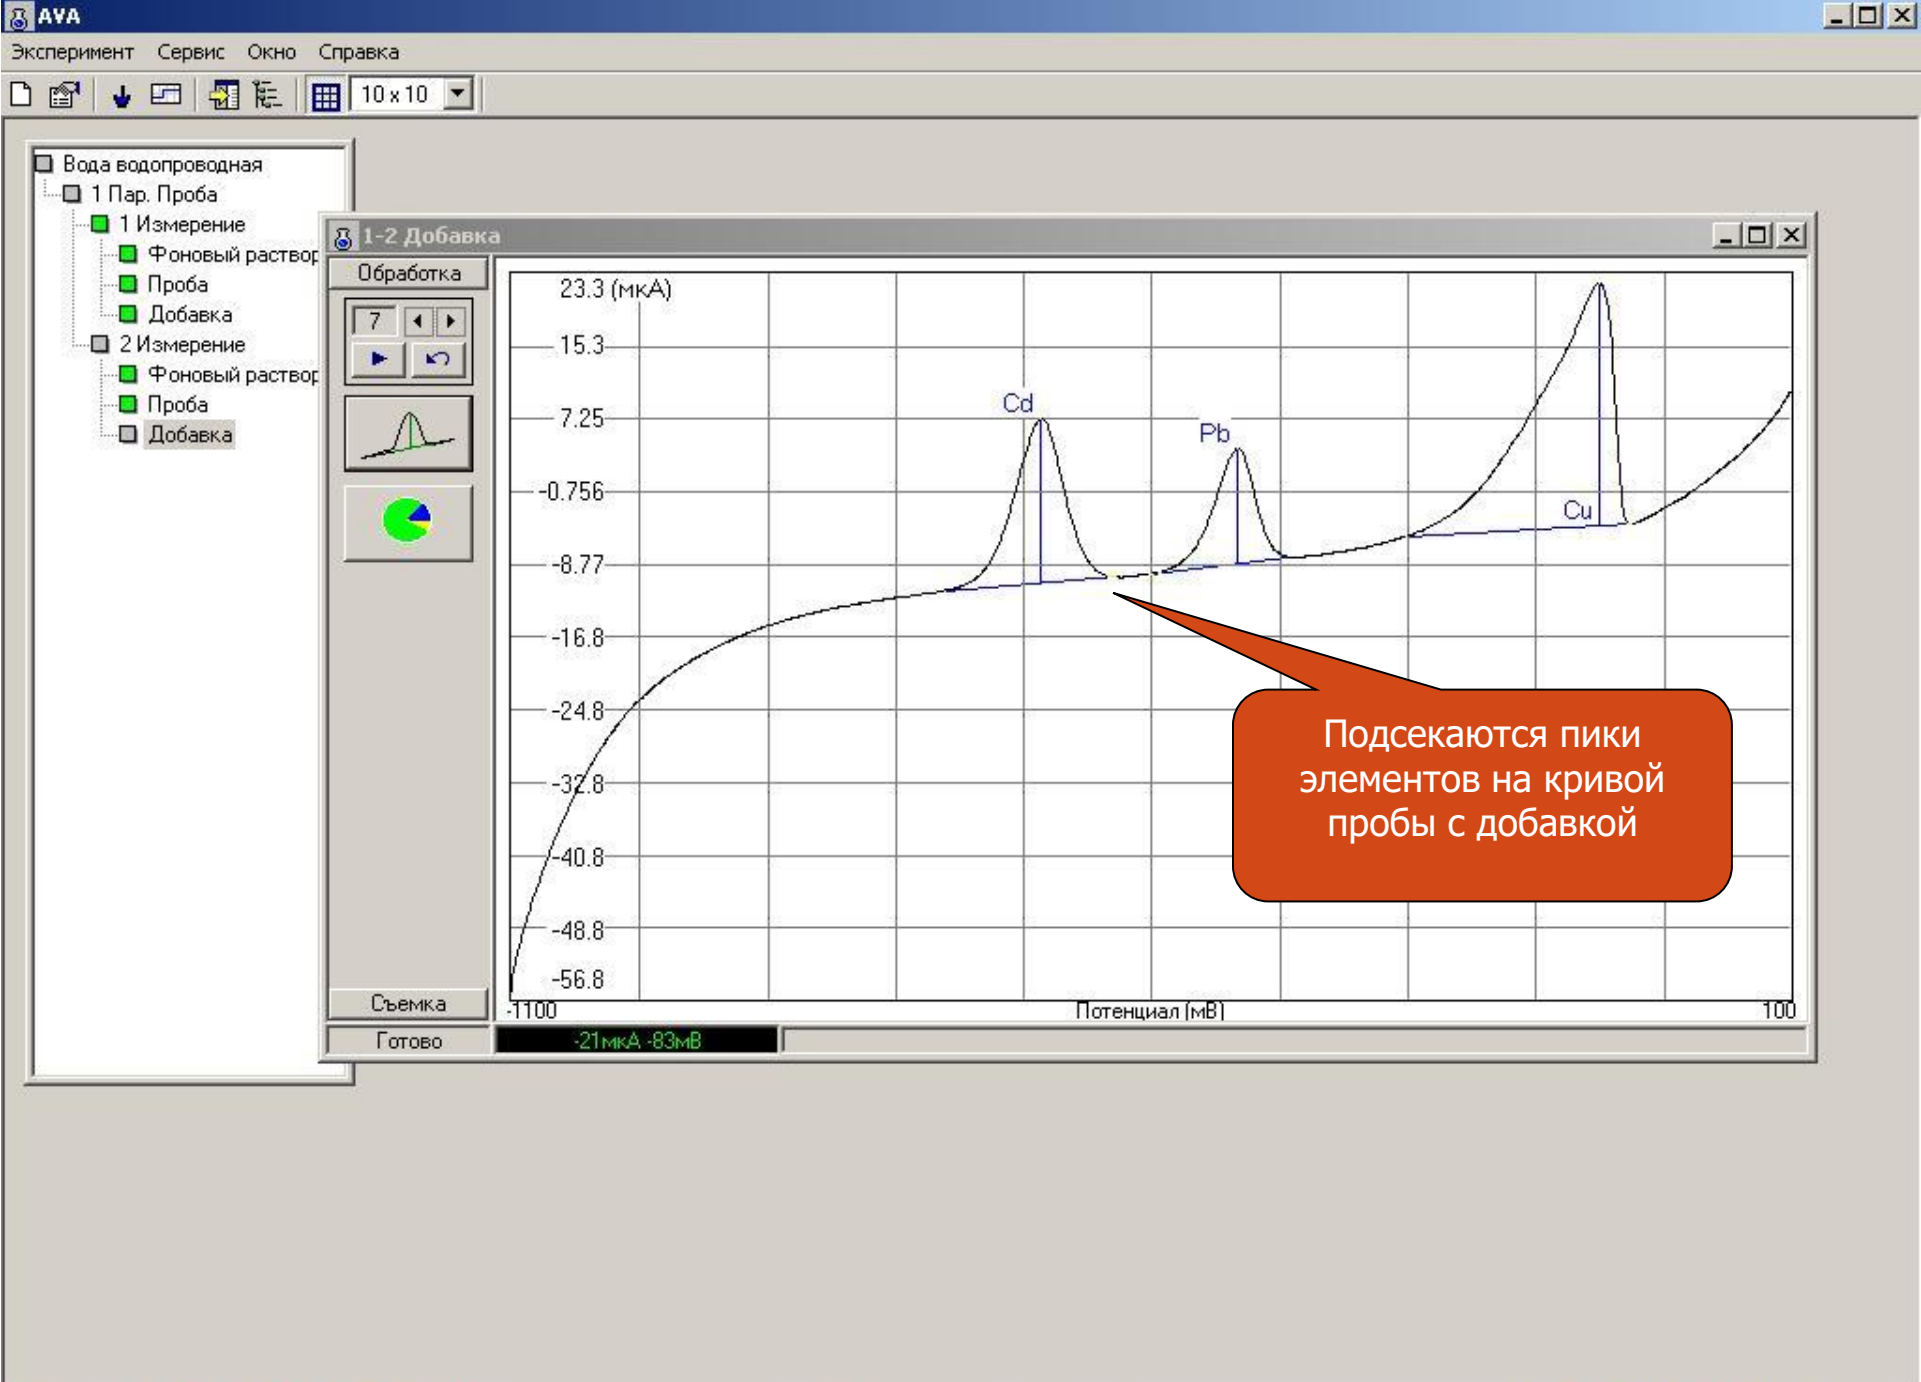 AVA
Эксперимент Сервис Окно Справка
10 x 10
Вода водопроводная
1 Пар. Проба
1 Измерение
Фоновый раствор
Проба
Добавка
2 Измерение
Фоновый раствор
Проба
Добавка
1-2 Добавка
Обработка
7
Съемка
Готово
23.3 (мкА)
15.3
7.25
-0.756
-8.77
-16.8
-24.8
-32.8
-40.8
-48.8
-56.8
Cd
Pb
Cu
-1100 Потенциал (мВ) 100
-21мкА -83мВ
Подсекаются пики
элементов на кривой
пробы с добавкой